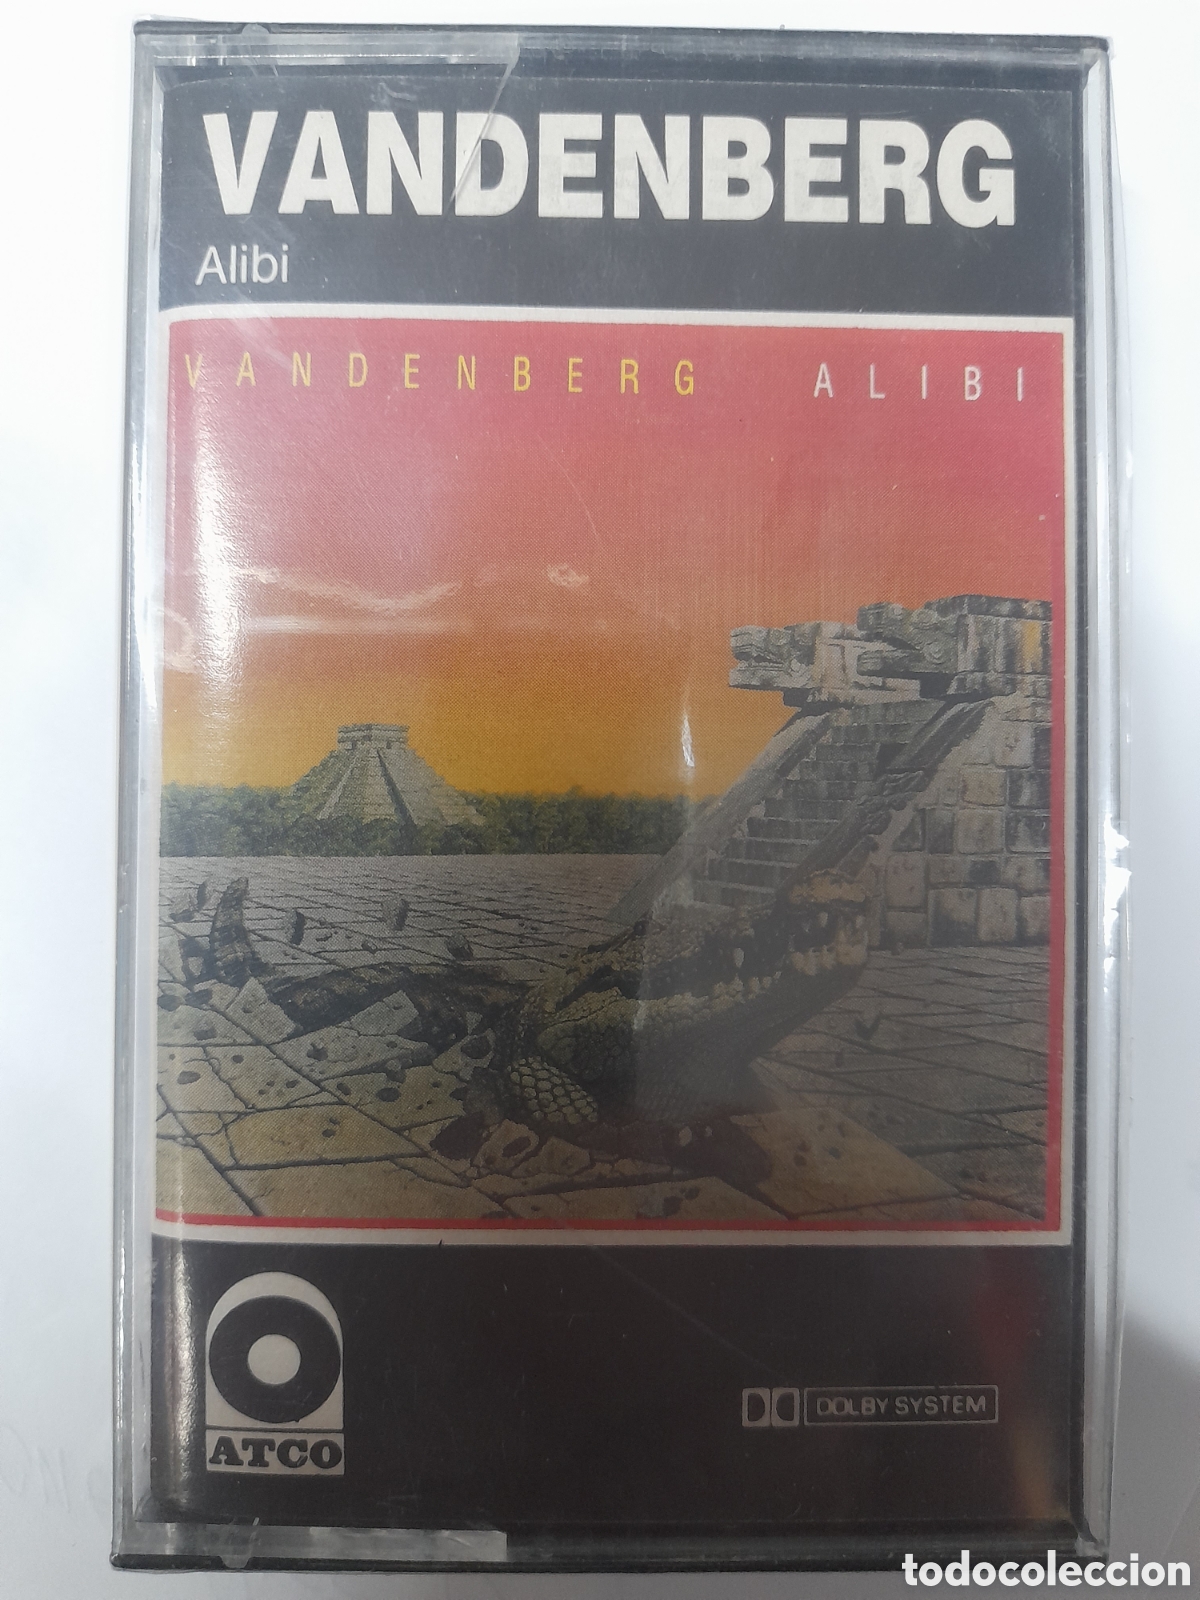 VANDENBERG
Alibi
VANDENBERG ALIBI
ATCO
DOLBY SYSTEM
todocoleccion